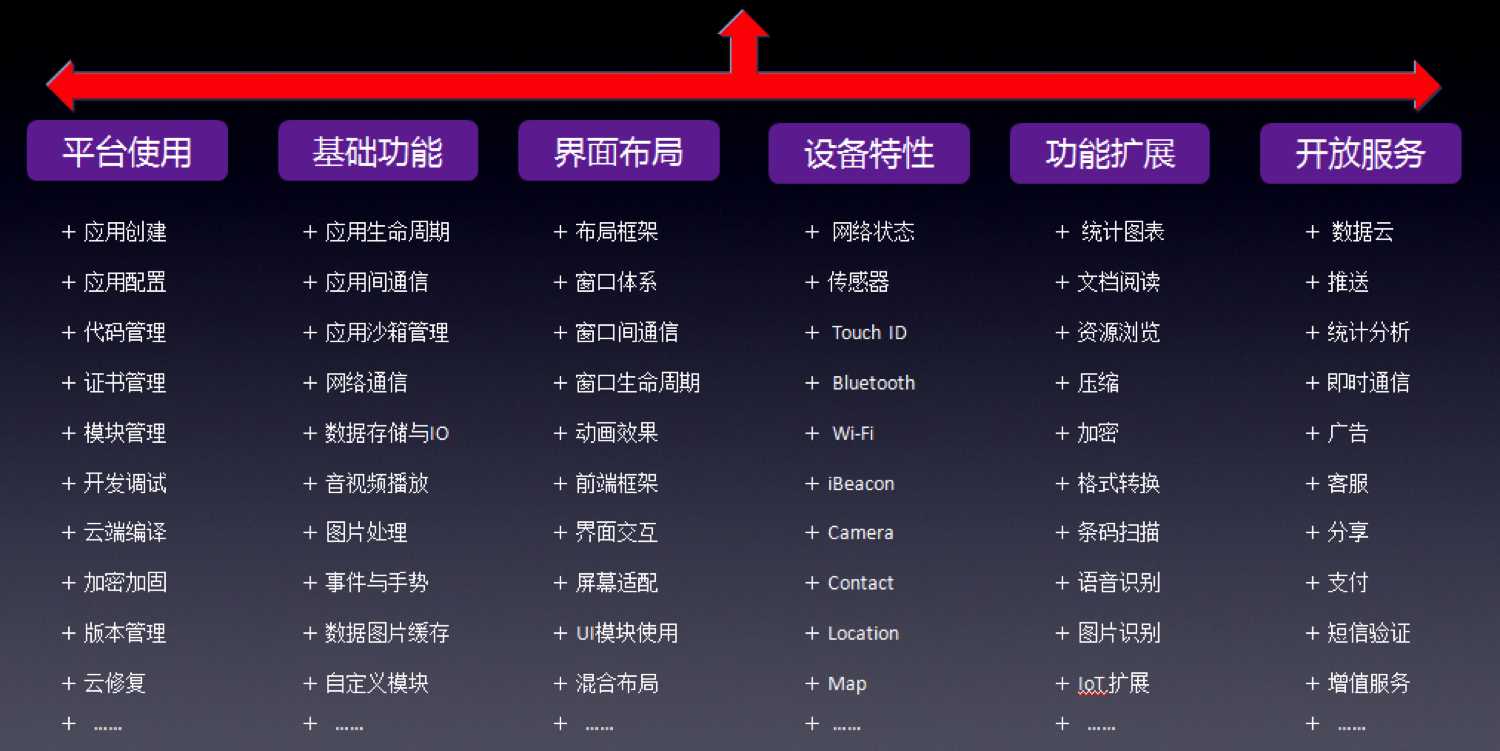 平台使用
+ 应用创建
+ 应用配置
+ 代码管理
+ 证书管理
+ 模块管理
+ 开发调试
+ 云端编译
+ 加密加固
+ 版本管理
+ 云修复
+ ……
基础功能
+ 应用生命周期
+ 应用间通信
+ 应用沙箱管理
+ 网络通信
+ 数据存储与IO
+ 音视频播放
+ 图片处理
+ 事件与手势
+ 数据图片缓存
+ 自定义模块
+ ……
界面布局
+ 布局框架
+ 窗口体系
+ 窗口间通信
+ 窗口生命周期
+ 动画效果
+ 前端框架
+ 界面交互
+ 屏幕适配
+ UI模块使用
+ 混合布局
+ ……
设备特性
+ 网络状态
+ 传感器
+ Touch ID
+ Bluetooth
+ Wi-Fi
+ iBeacon
+ Camera
+ Contact
+ Location
+ Map
+ ……
功能扩展
+ 统计图表
+ 文档阅读
+ 资源浏览
+ 压缩
+ 加密
+ 格式转换
+ 条码扫描
+ 语音识别
+ 图片识别
+ IoT扩展
+ ……
开放服务
+ 数据云
+ 推送
+ 统计分析
+ 即时通信
+ 广告
+ 客服
+ 分享
+ 支付
+ 短信验证
+ 增值服务
+ ……